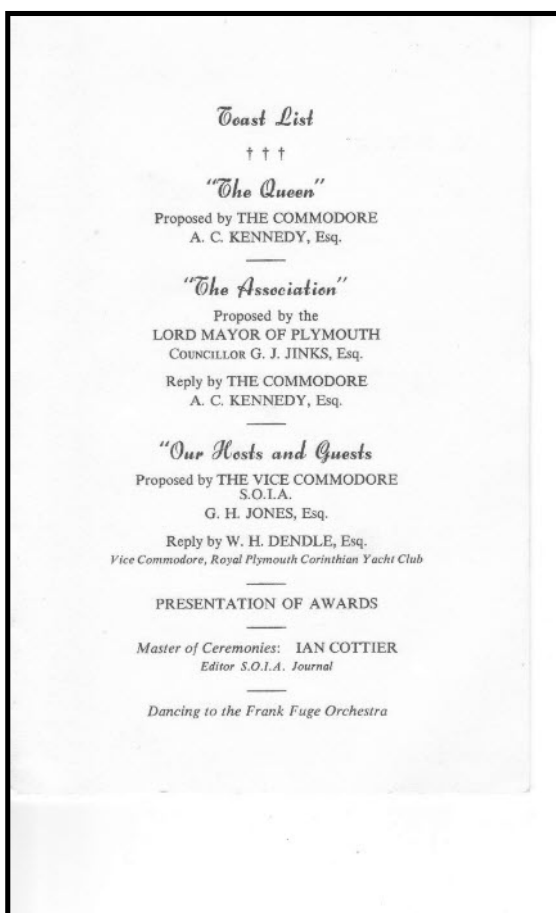 Toast List
† † †
"The Queen"
Proposed by THE COMMODORE
A. C. KENNEDY, Esq.
"The Association"
Proposed by the
LORD MAYOR OF PLYMOUTH
COUNCILLOR G. J. JINKS, Esq.
Reply by THE COMMODORE
A. C. KENNEDY, Esq.
"Our Hosts and Guests
Proposed by THE VICE COMMODORE
S.O.I.A.
G. H. JONES, Esq.
Reply by W. H. DENDLE, Esq.
Vice Commodore, Royal Plymouth Corinthian Yacht Club
PRESENTATION OF AWARDS
Master of Ceremonies: IAN COTTIER
Editor S.O.I.A. Journal
Dancing to the Frank Fuge Orchestra